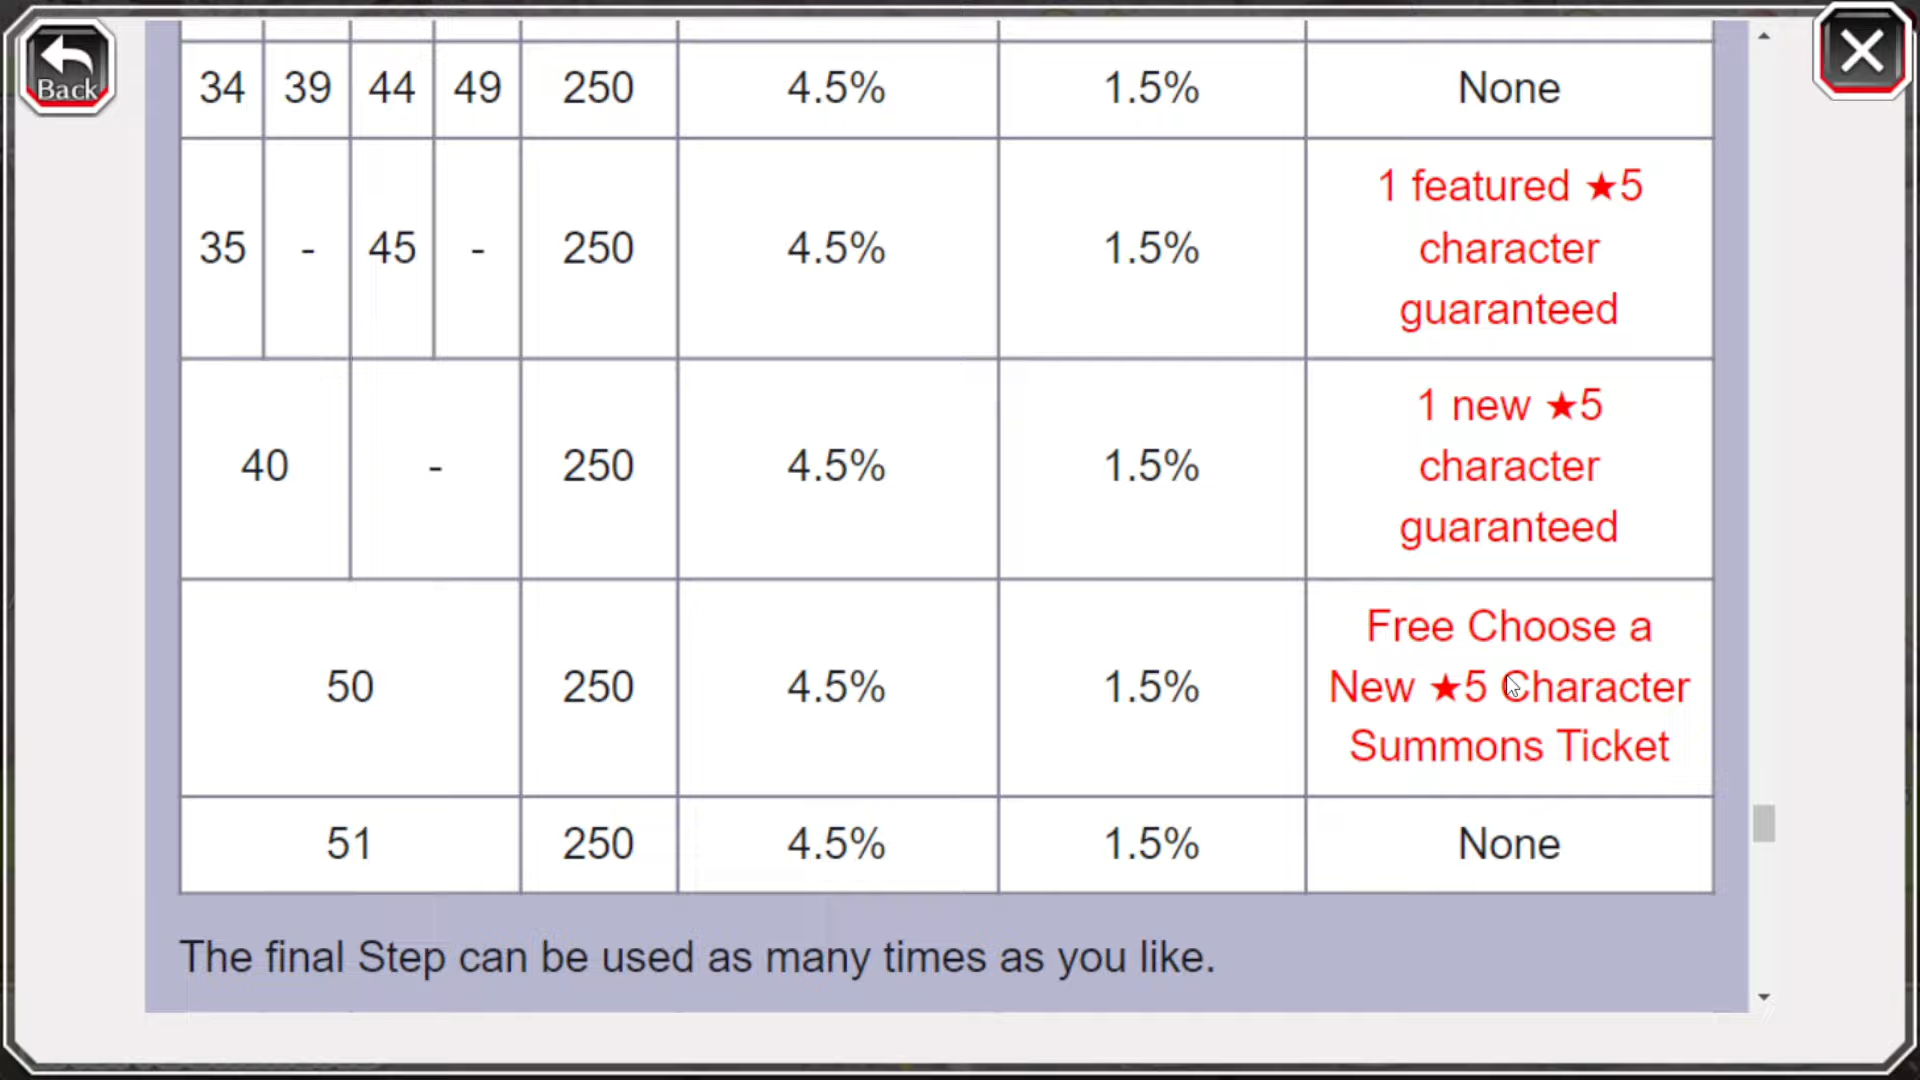 Back
34 39 44 49 250 4.5% 1.5% None
35 - 45 - 250 4.5% 1.5% 1 featured ★5
character
guaranteed
40 - 250 4.5% 1.5% 1 new ★5
character
guaranteed
50 250 4.5% 1.5% Free Choose a
New ★5 Character
Summons Ticket
51 250 4.5% 1.5% None
The final Step can be used as many times as you like.